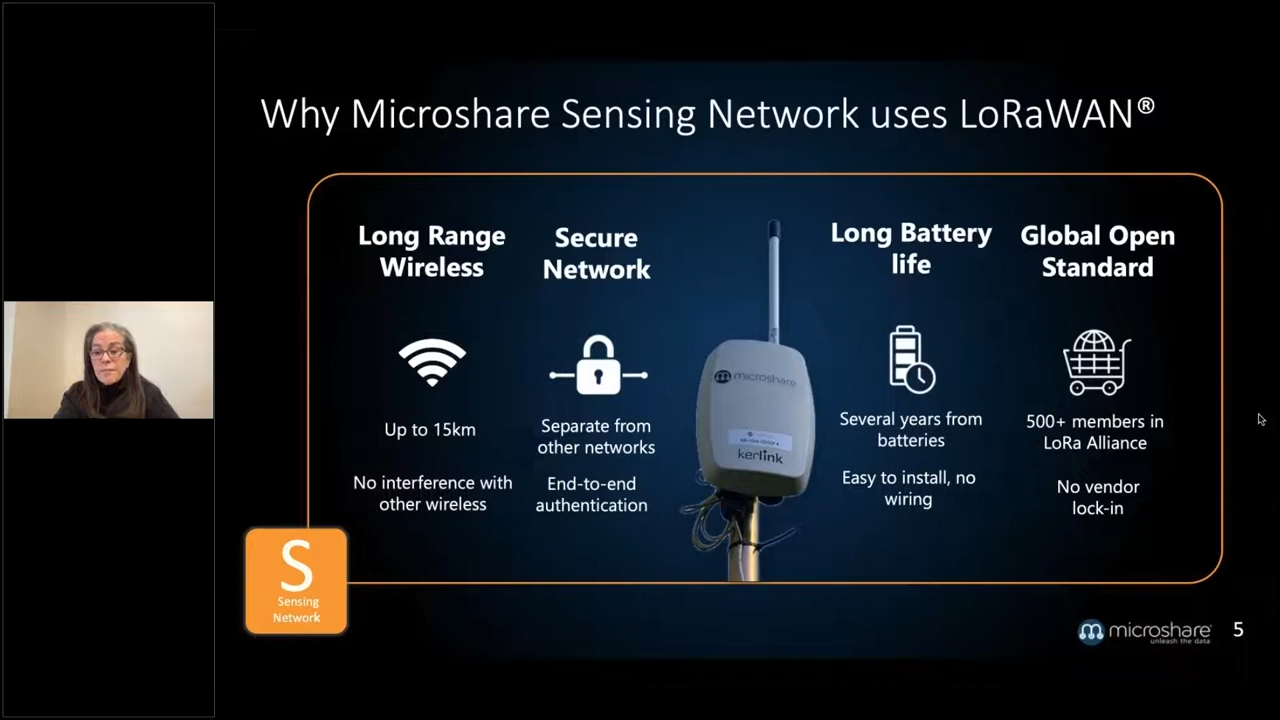 Why Microshare Sensing Network uses LoRaWAN®
Long Range
Wireless
Up to 15km
No interference with
other wireless
Secure
Network
Separate from
other networks
End-to-end
authentication
microshare
kerlink
Long Battery
life
Several years from
batteries
Easy to install, no
wiring
Global Open
Standard
500+ members in
LoRa Alliance
No vendor
lock-in
S
Sensing
Network
microshare
unleash the data
5